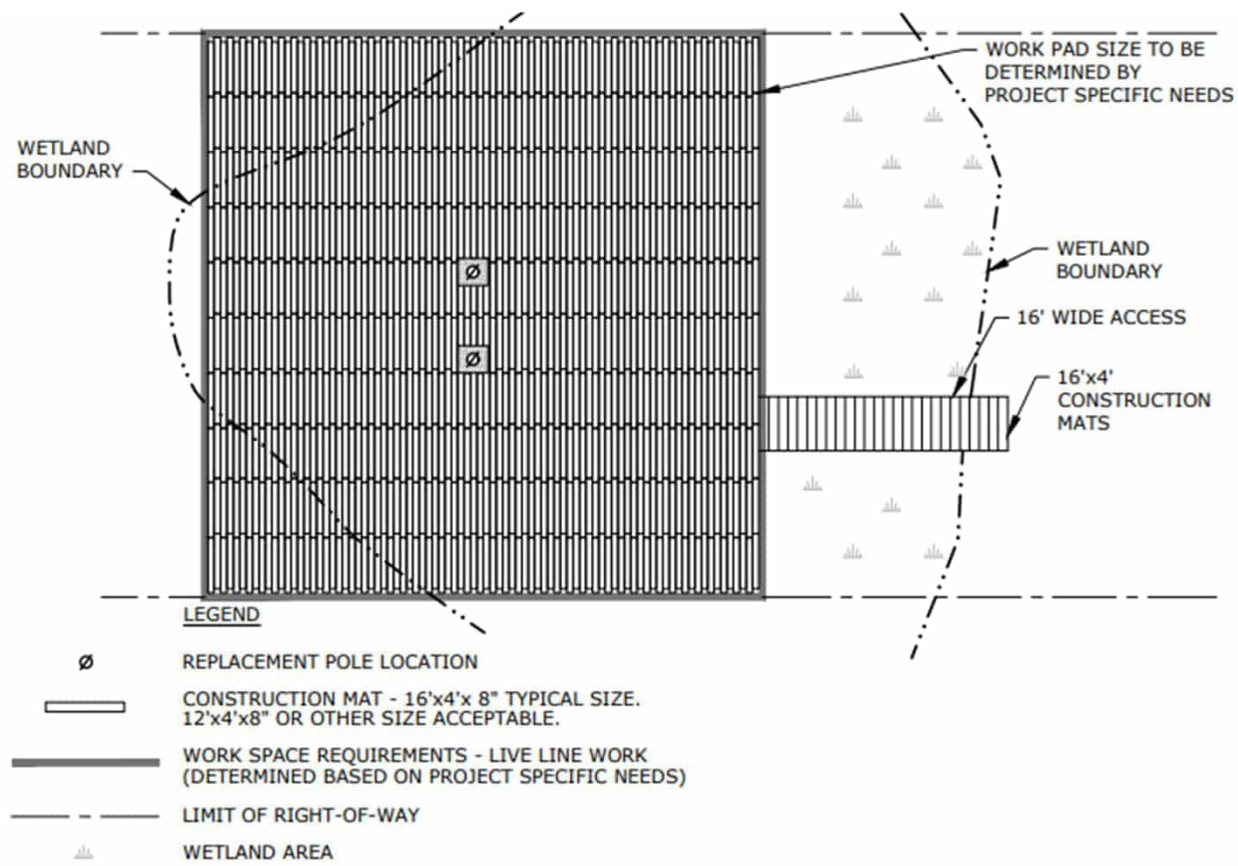 WORK PAD SIZE TO BE
DETERMINED BY
PROJECT SPECIFIC NEEDS
WETLAND
BOUNDARY
WETLAND
BOUNDARY
16' WIDE ACCESS
16'x4'
CONSTRUCTION
MATS
LEGEND
REPLACEMENT POLE LOCATION
CONSTRUCTION MAT - 16'x4'x 8" TYPICAL SIZE.
12'x4'x8" OR OTHER SIZE ACCEPTABLE.
WORK SPACE REQUIREMENTS - LIVE LINE WORK
(DETERMINED BASED ON PROJECT SPECIFIC NEEDS)
LIMIT OF RIGHT-OF-WAY
WETLAND AREA